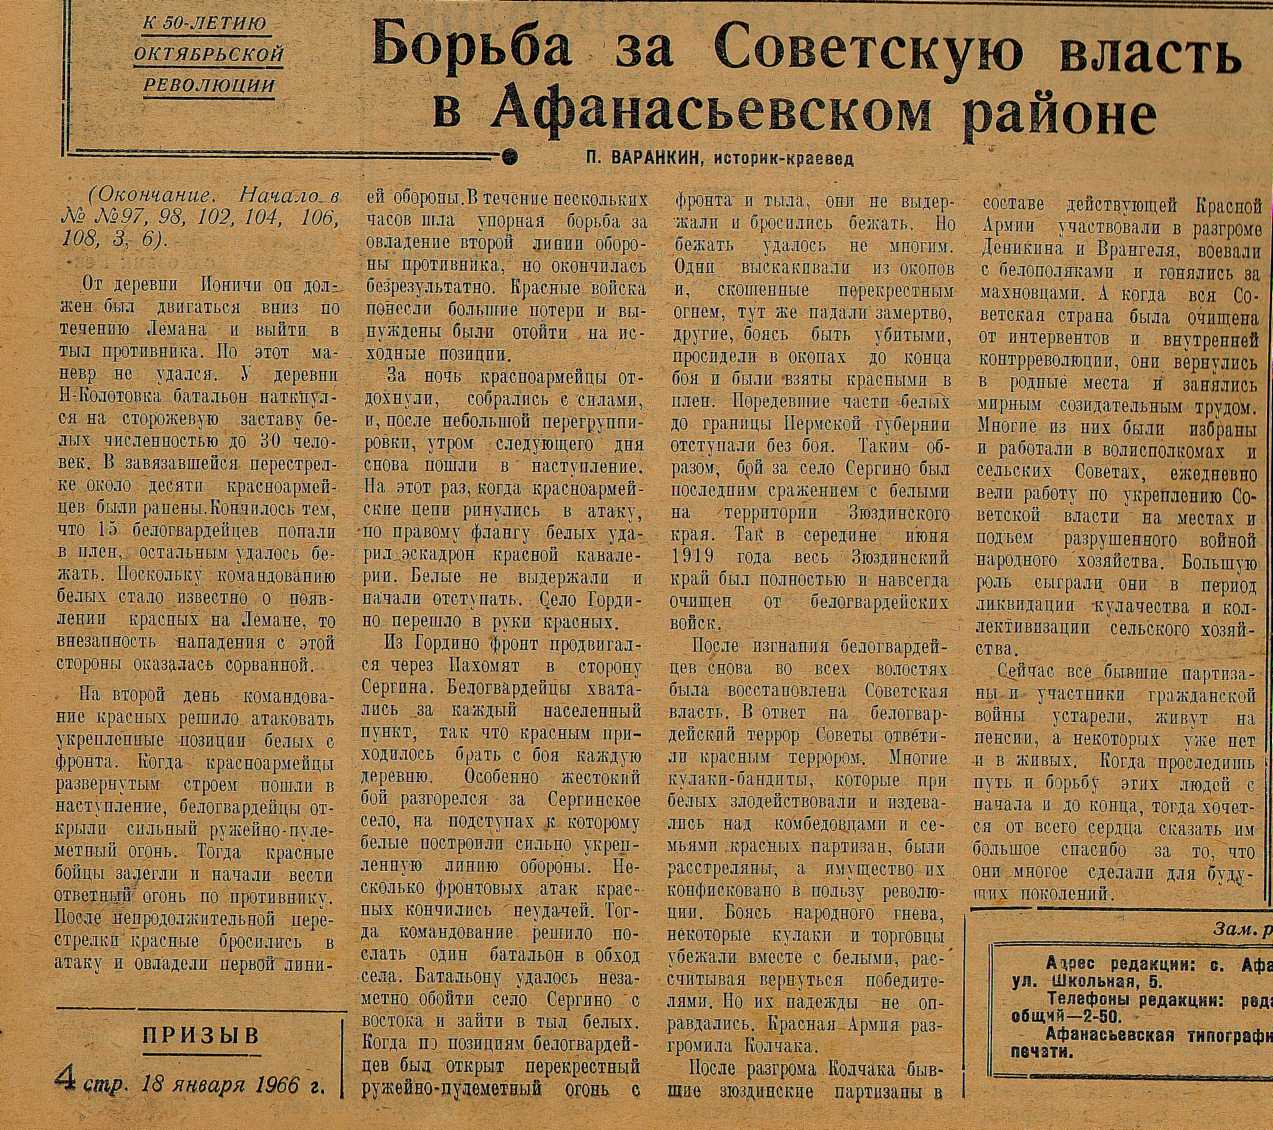 К 50-ЛЕТИЮ
ОКТЯБРЬСКОЙ
РЕВОЛЮЦИИ
Борьба за Советскую власть
в Афанасьевском районе
П. ВАРАНКИН, историк-краевед
(Окончание. Начало в
№ №97, 98, 102, 104, 106,
108, 3, 6).
От деревни Ионичи он дол-
жен был двигаться вниз по
течению Лемана и выйти в
тыл противника. Но этот ма-
невр не удался. У деревни
Н-Колотовка батальон наткнул-
ся на сторожевую заставу бе-
лых численностью до 30 чело-
век. В завязавшейся перестрел-
ке около десяти красноармей-
цев были ранены. Кончилось тем,
что 15 белогвардейцев попали
в плен, остальным удалось бе-
жать. Поскольку командованию
белых стало известно о появ-
лении красных на Лемане, то
внезапность нападения с этой
стороны оказалась сорванной.
На второй день командова-
ние красных решило атаковать
укрепленные позиции белых с
фронта. Когда красноармейцы
развернутым строем пошли в
наступление, белогвардейцы от-
крыли сильный ружейно-пуле-
метный огонь. Тогда красные
бойцы залегли и начали вести
ответный огонь по противнику.
После непродолжительной пере-
стрелки красные бросились в
атаку и овладели первой лини-
ей обороны. В течение нескольких
часов шла упорная борьба за
овладение второй линии оборо-
ны противника, но окончилась
безрезультатно. Красные войска
понесли большие потери и вы-
нуждены были отойти на ис-
ходные позиции.
За ночь красноармейцы от-
дохнули, собрались с силами,
и, после небольшой перегруппи-
ровки, утром следующего дня
снова пошли в наступление.
На этот раз, когда красноармей-
ские цепи ринулись в атаку,
по правому флангу белых уда-
рил эскадрон красной кавале-
рии. Белые не выдержали и
начали отступать. Село Горди-
но перешло в руки красных.
Из Гордино фронт продвигал-
ся через Пахомят в сторону
Сергина. Белогвардейцы хвата-
лись за каждый населенный
пункт, так что красным при-
ходилось брать с боя каждую
деревню. Особенно жестокий
бой разгорелся за Сергинское
село, на подступах к которому
белые построили сильно укреп-
ленную линию обороны. Не-
сколько фронтовых атак крас-
ных кончились неудачей. Тог-
да командование решило по-
слать один батальон в обход
села. Батальону удалось неза-
метно обойти село Сергино с
востока и зайти в тыл белых.
Когда по позициям белогвардей-
цев был открыт перекрестный
ружейно-пулеметный огонь с
фронта и тыла, они не выдер-
жали и бросились бежать. Но
бежать удалось не многим.
Одни выскакивали из окопов
и, скошенные перекрестным
огнем, тут же падали замертво,
другие, боясь быть убитыми,
просидели в окопах до конца
боя и были взяты красными в
плен. Поредевшие части белых
до границы Пермской губернии
отступали без боя. Таким об-
разом, бой за село Сергино был
последним сражением с белыми
на территории Зюздинского
края. Так в середине июня
1919 года весь Зюздинский
край был полностью и навсегда
очищен от белогвардейских
войск.
После изгнания белогвардей-
цев снова во всех волостях
была восстановлена Советская
власть. В ответ на белогвар-
дейский террор Советы ответи-
ли красным террором. Многие
кулаки-бандиты, которые при
белых злодействовали и издева-
лись над комбедовцами и се-
мьями красных партизан, были
расстреляны, а имущество их
конфисковано в пользу револю-
ции. Боясь народного гнева,
некоторые кулаки и торговцы
убежали вместе с белыми, рас-
считывая вернуться победите-
лями. Но их надежды не оп-
равдались. Красная Армия раз-
громила Колчака.
После разгрома Колчака быв-
шие зюздинские партизаны в
составе действующей Красной
Армии участвовали в разгроме
Деникина и Врангеля, воевали
с белополяками и гонялись за
махновцами. А когда вся Со-
ветская страна была очищена
от интервентов и внутренней
контрреволюции, они вернулись
в родные места и занялись
мирным созидательным трудом.
Многие из них были избраны
и работали в волисполкомах и
сельских Советах, ежедневно
вели работу по укреплению Со-
ветской власти на местах и
подъем разрушенного войной
народного хозяйства. Большую
роль сыграли они в период
ликвидации кулачества и кол-
лективизации сельского хозяй-
ства.
Сейчас все бывшие партиза-
ны и участники гражданской
войны устарели, живут на
пенсии, а некоторых уже нет
и в живых. Когда проследишь
путь и борьбу этих людей с
начала и до конца, тогда хочет-
ся от всего сердца сказать им
большое спасибо за то, что
они многое сделали для буду-
щих поколений.
Зам. р
Адрес редакции: с. Афа
ул. Школьная, 5.
Телефоны редакции: реда
общий—2-50.
Афанасьевская типографи
печати.
ПРИЗЫВ
4 стр. 18 января 1966 г.